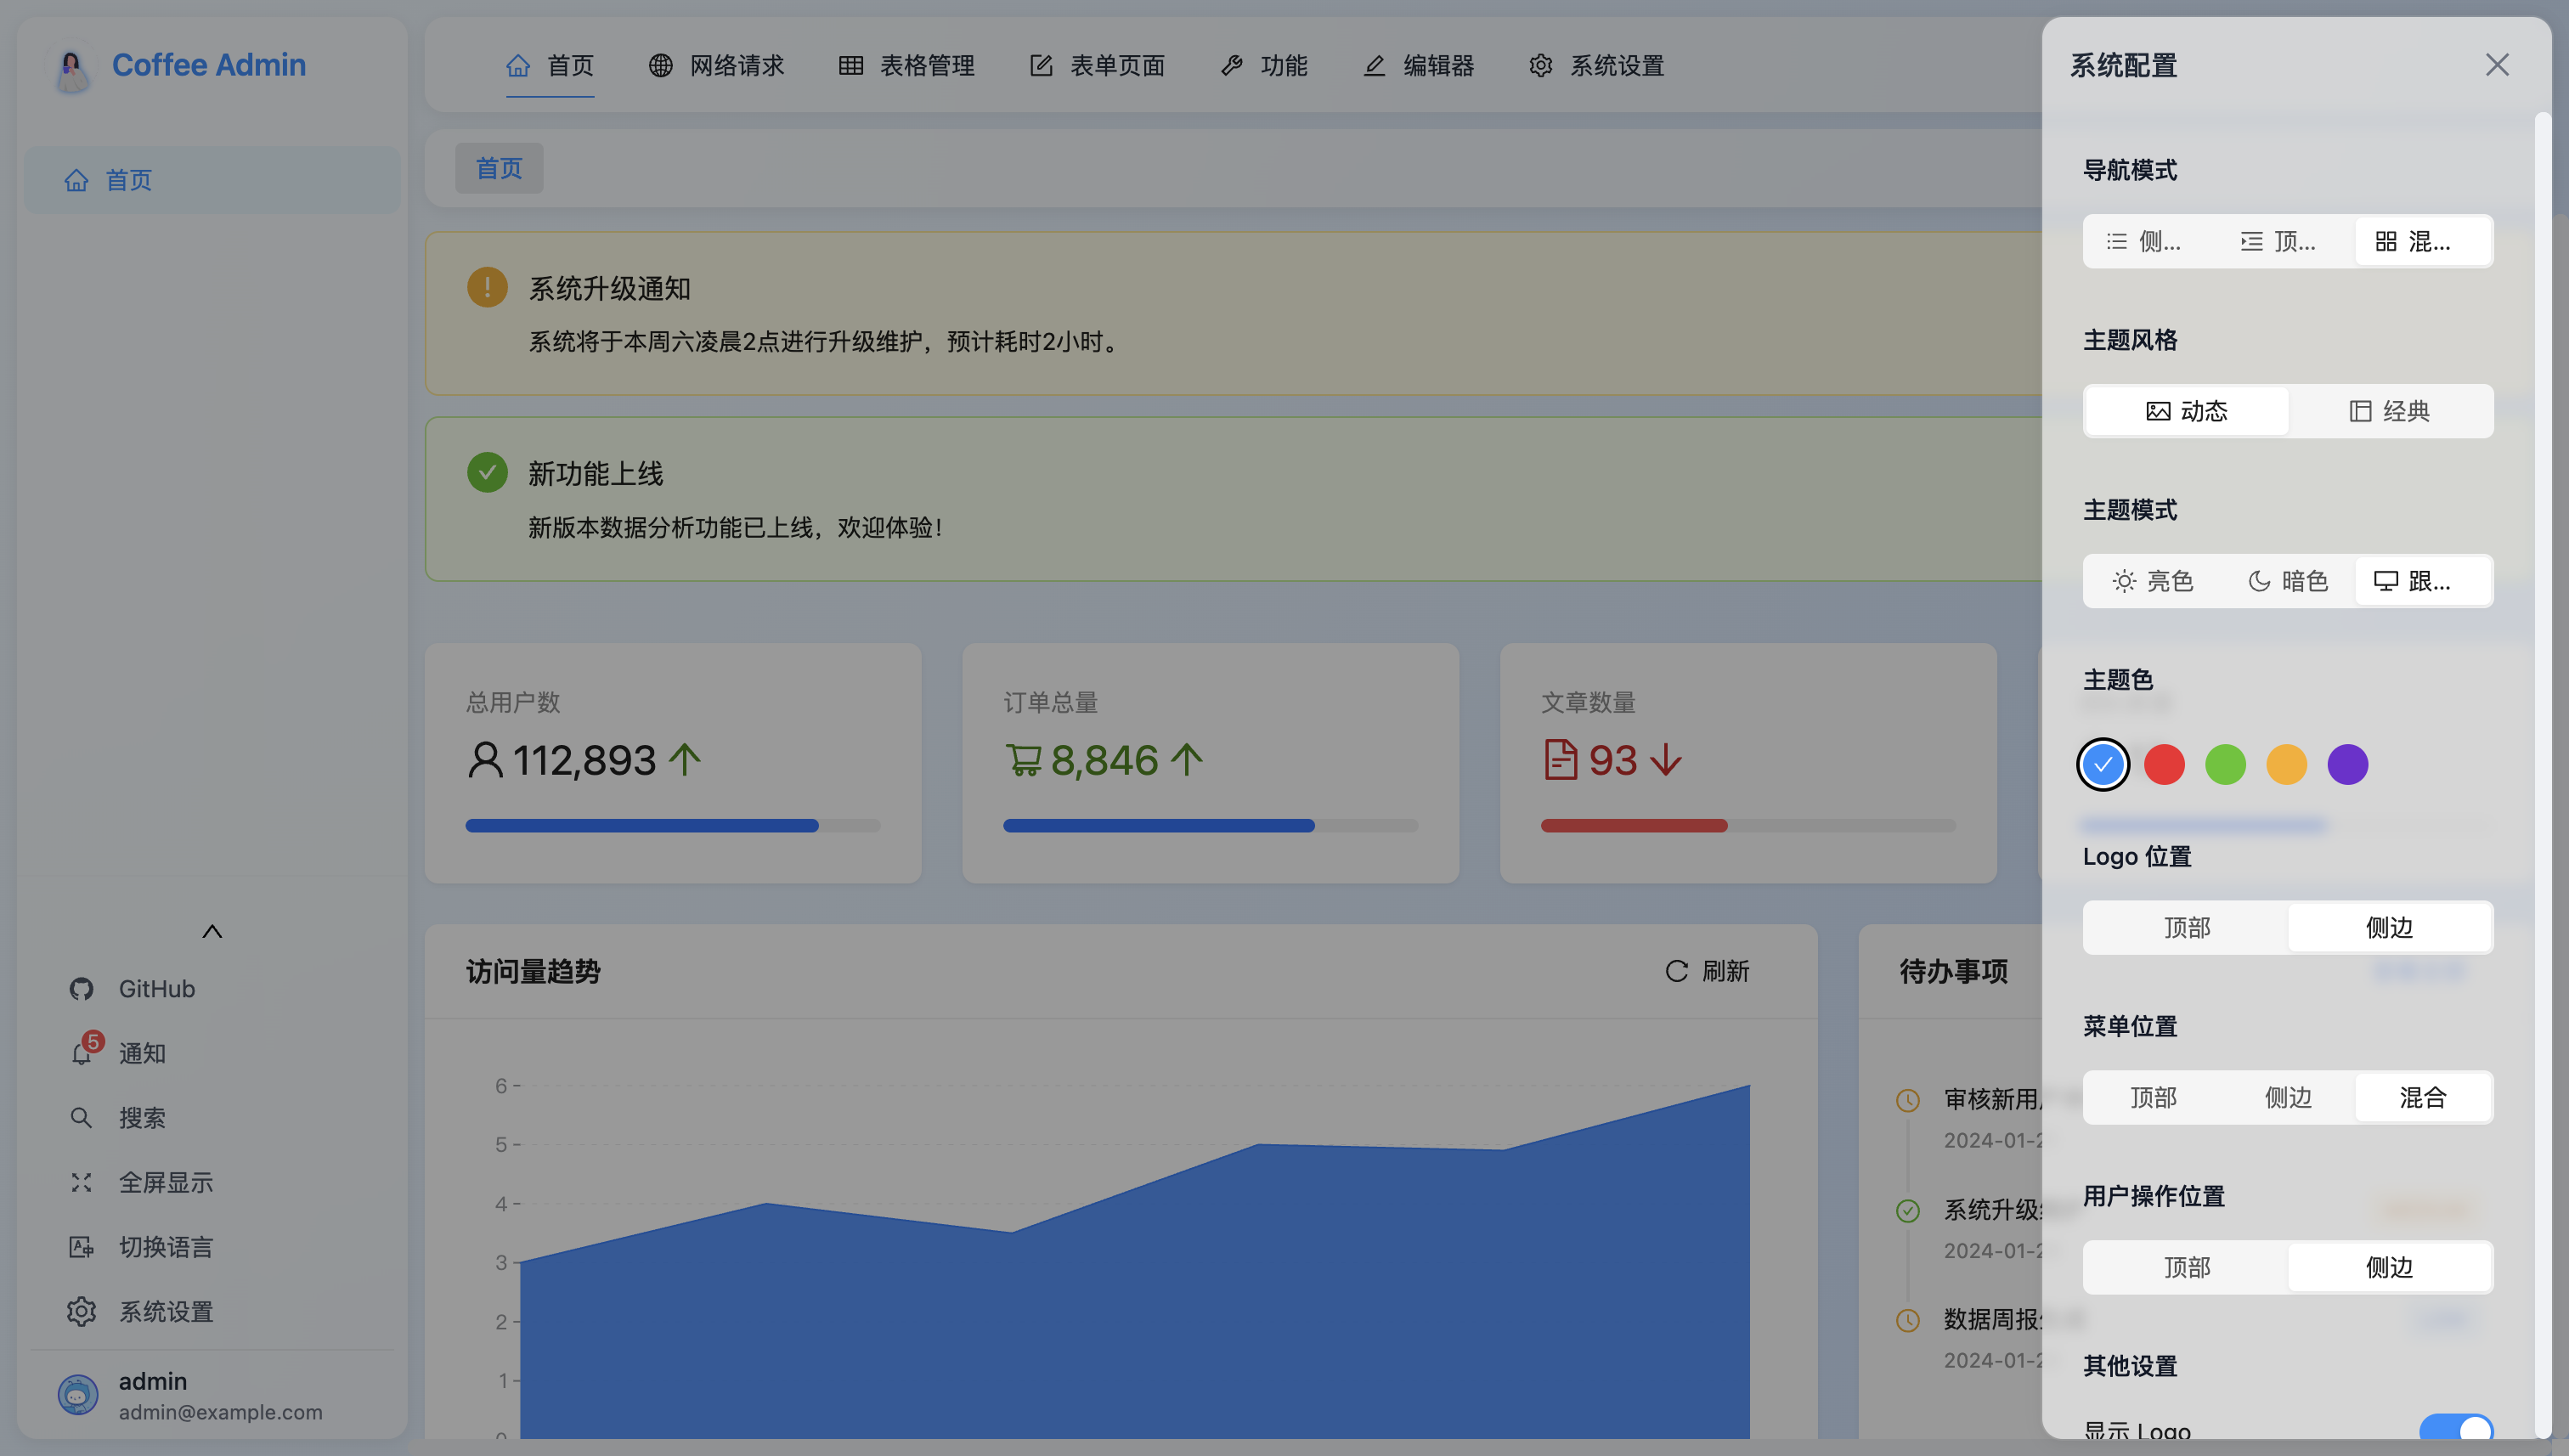 Coffee Admin
首页
首页
网络请求
表格管理
表单页面
功能
编辑器
系统设置
首页
系统升级通知
系统将于本周六凌晨2点进行升级维护，预计耗时2小时。
新功能上线
新版本数据分析功能已上线，欢迎体验！
总用户数
112,893
订单总量
8,846
文章数量
93
访问量趋势
刷新
6
5
4
3
2
1
待办事项
审核新用
2024-01-2
系统升级
2024-01-2
数据周报
2024-01-2
GitHub
5
通知
搜索
全屏显示
切换语言
系统设置
admin
admin@example.com
系统配置
导航模式
侧...
顶...
混...
主题风格
动态
经典
主题模式
亮色
暗色
跟...
主题色
Logo 位置
顶部
侧边
菜单位置
顶部
侧边
混合
用户操作位置
顶部
侧边
其他设置
显示 Logo